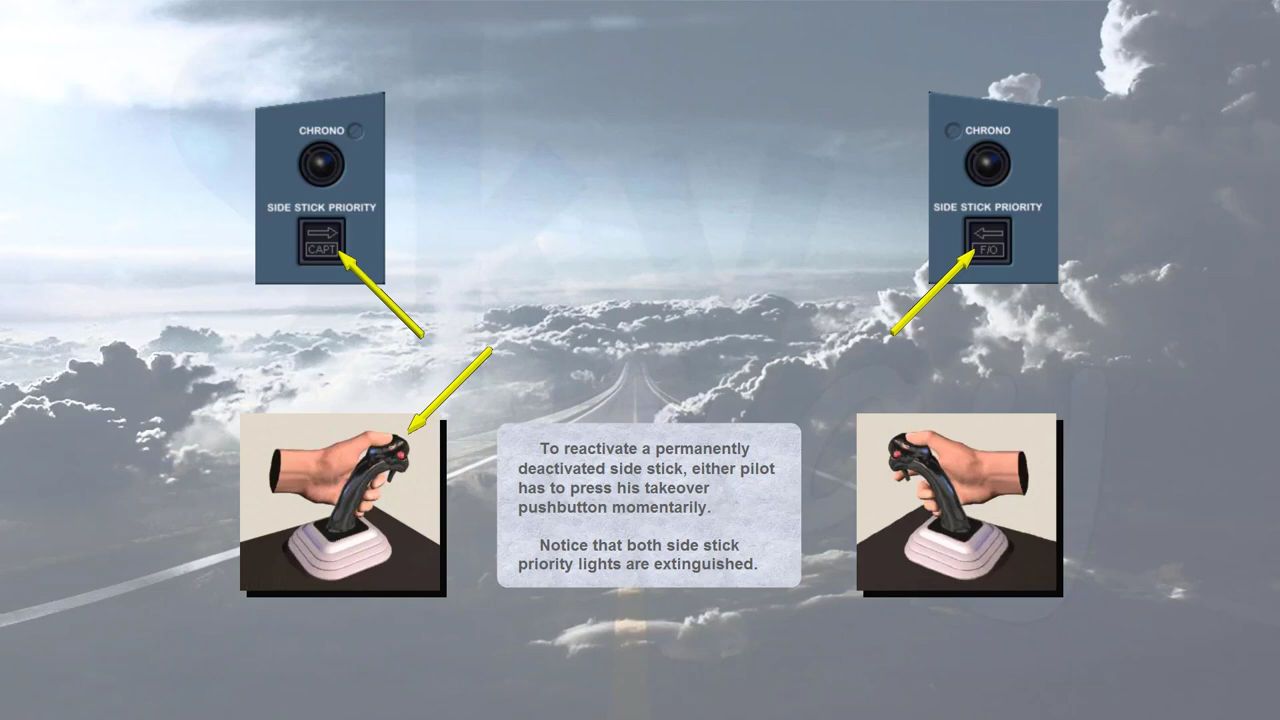 CHRONO
SIDE STICK PRIORITY
CAPT
CHRONO
SIDE STICK PRIORITY
F/O
To reactivate a permanently
deactivated side stick, either pilot
has to press his takeover
pushbutton momentarily.
Notice that both side stick
priority lights are extinguished.